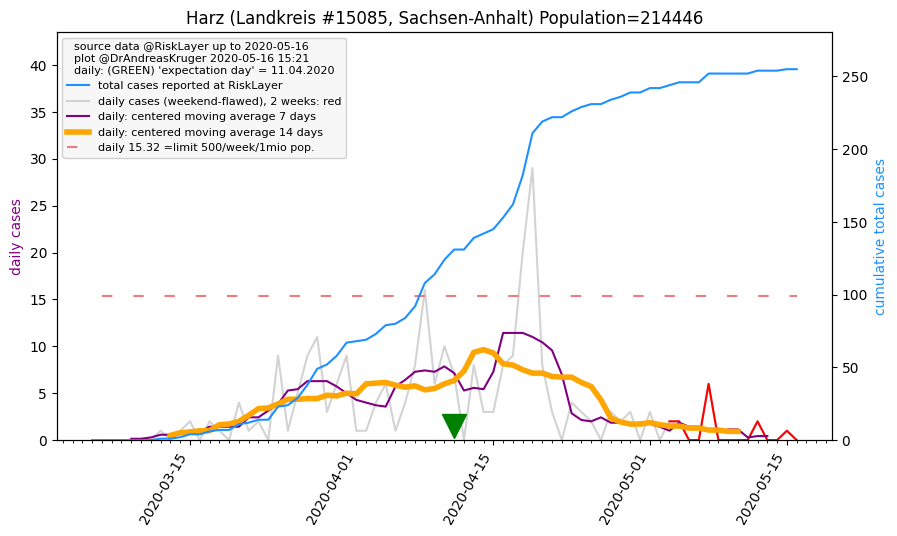 Harz (Landkreis #15085, Sachsen-Anhalt) Population=214446
source data @RiskLayer up to 2020-05-16
plot @DrAndreasKruger 2020-05-16 15:21
daily: (GREEN) 'expectation day' = 11.04.2020
total cases reported at RiskLayer
daily cases (weekend-flawed), 2 weeks: red
daily: centered moving average 7 days
daily: centered moving average 14 days
daily 15.32 =limit 500/week/1mio pop.
daily cases
40
35
30
25
20
15
10
5
0
250
200
150
100
50
0
cumulative total cases
2020-03-15
2020-04-01
2020-04-15
2020-05-01
2020-05-15